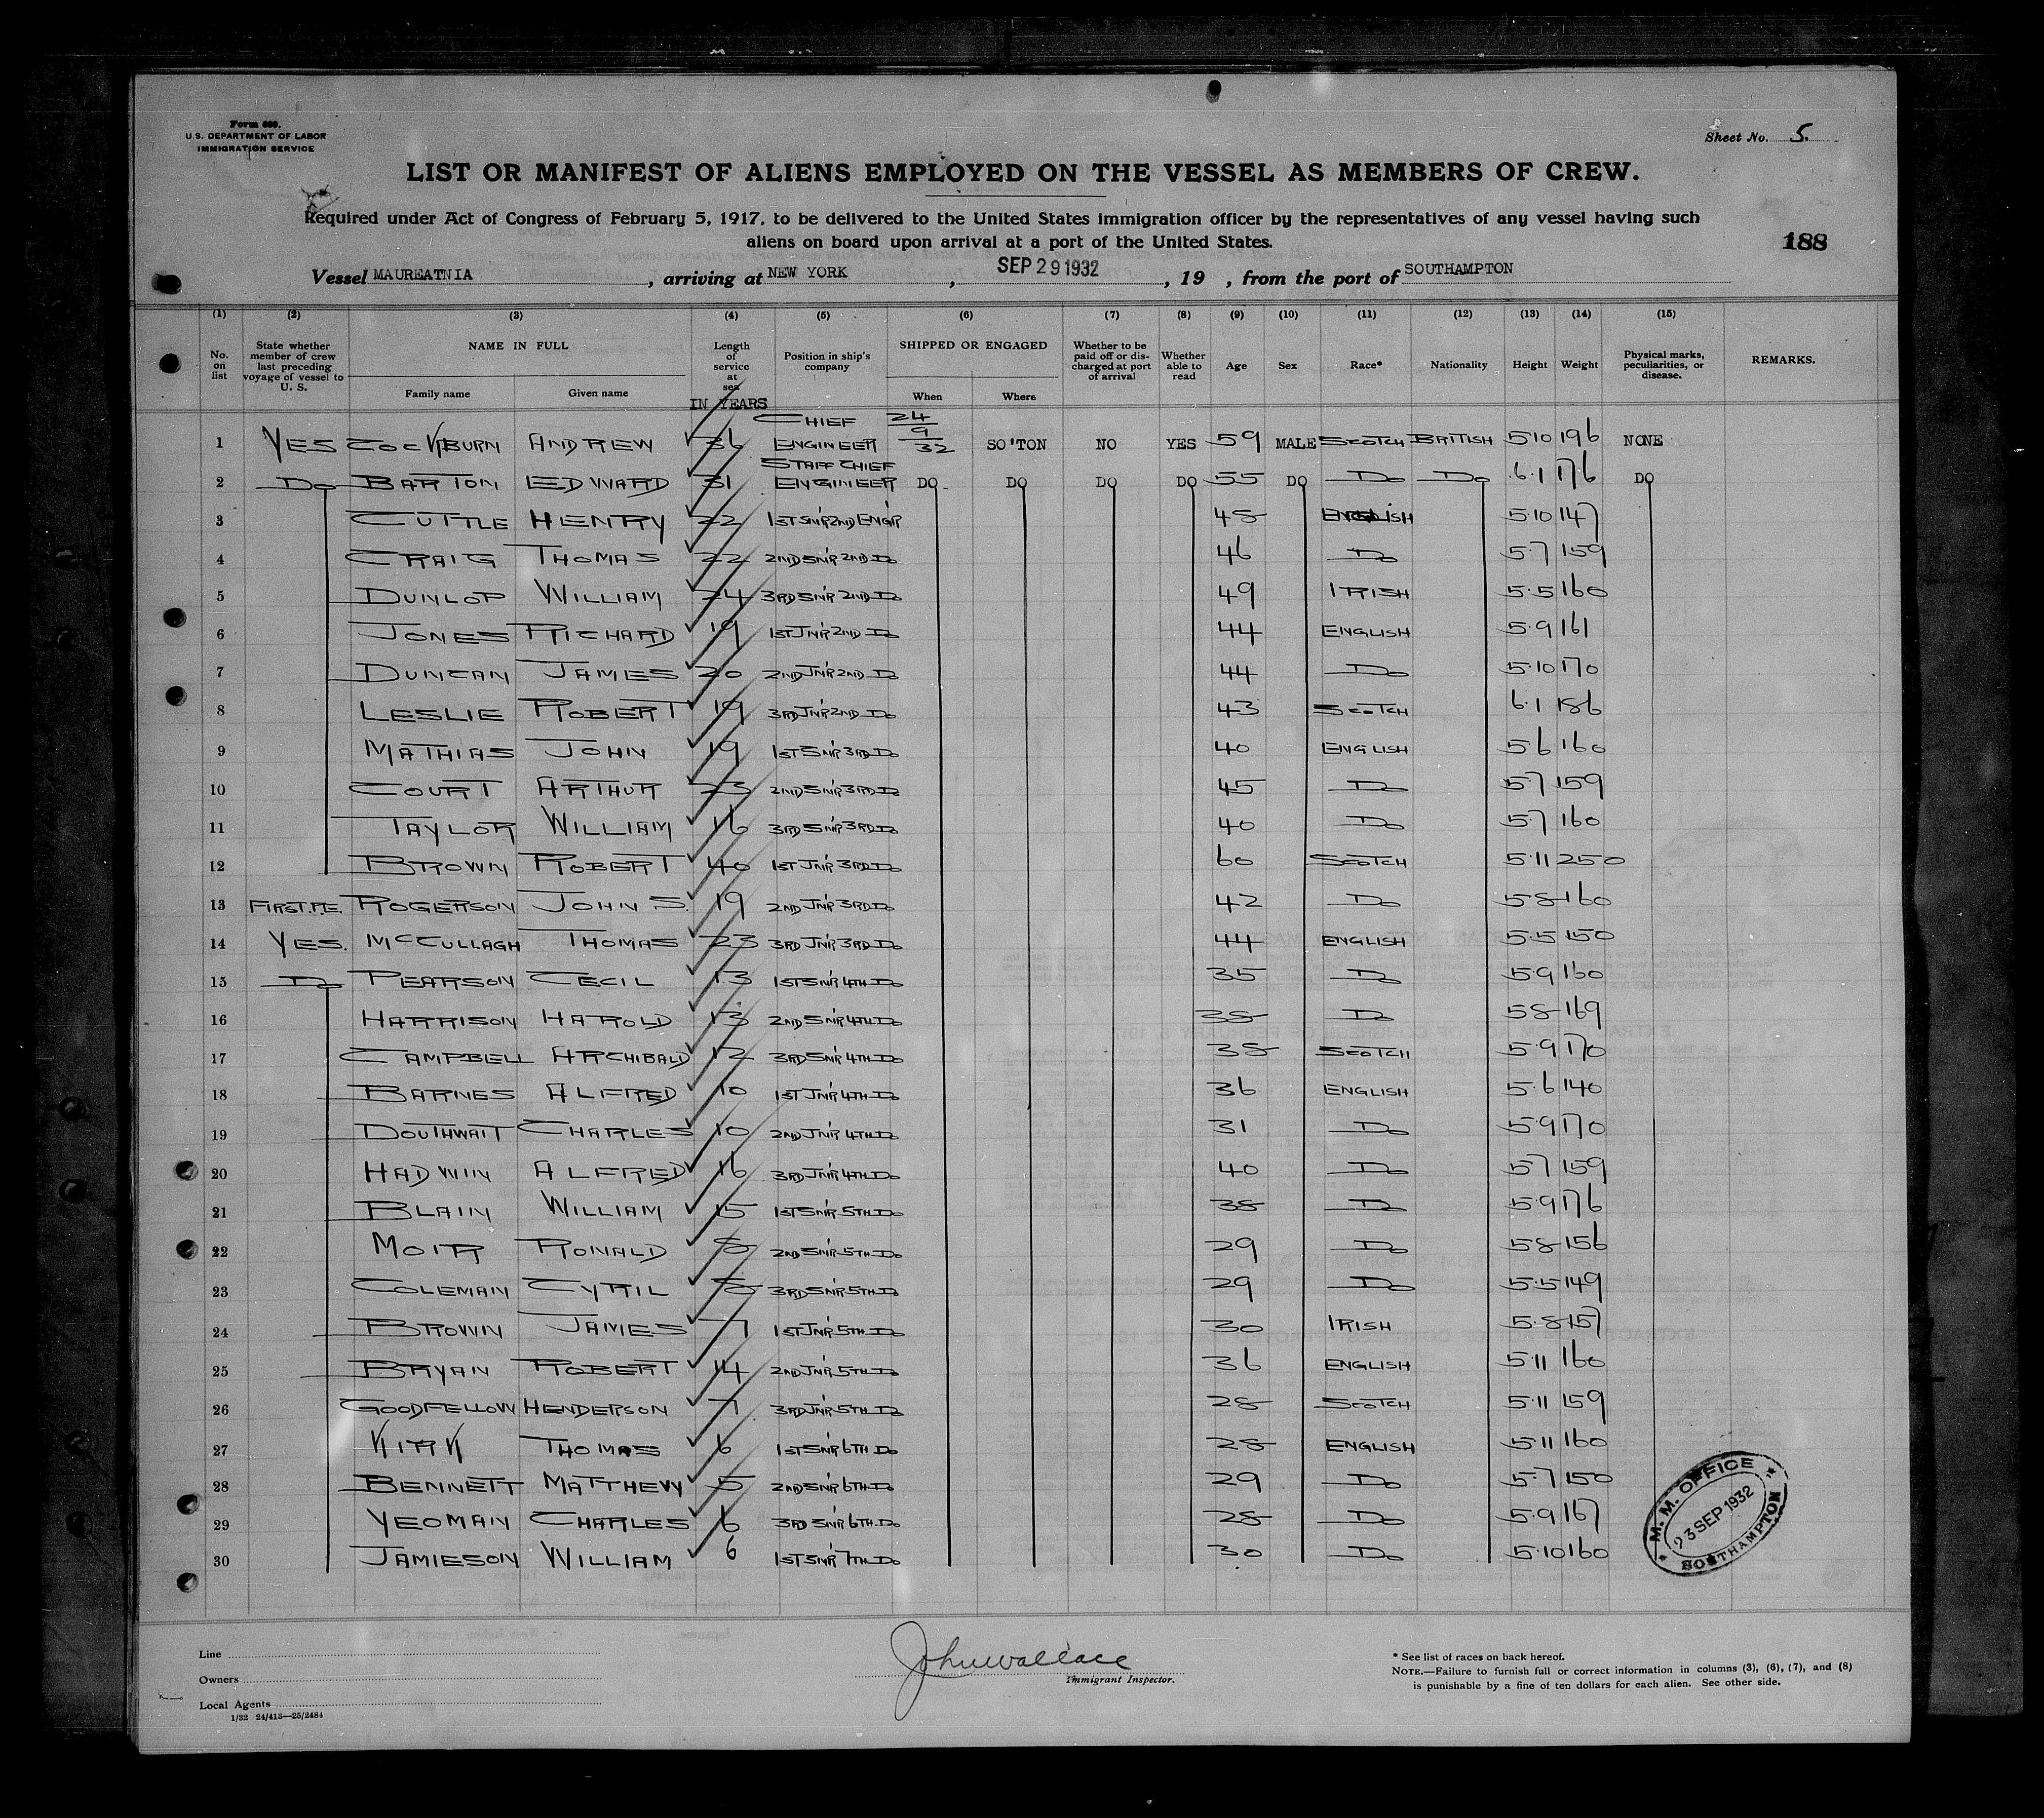 Form 689.
U.S. DEPARTMENT OF LABOR
IMMIGRATION SERVICE
Sheet No. 5.
LIST OR MANIFEST OF ALIENS EMPLOYED ON THE VESSEL AS MEMBERS OF CREW.
Required under Act of Congress of February 5, 1917, to be delivered to the United States immigration officer by the representatives of any vessel having such
aliens on board upon arrival at a port of the United States.
188
Vessel MAUREATNIA, arriving at NEW YORK, SEP 29 1932, 19 , from the port of SOUTHAMPTON
(1) (2) (3) (4) (5) (6) (7) (8) (9) (10) (11) (12) (13) (14) (15)
No. on list State whether member of crew last preceding voyage of vessel to U. S. NAME IN FULL Family name Given name Length of service at sea IN YEARS Position in ship's company SHIPPED OR ENGAGED When Where Whether to be paid off or discharged at port of arrival Whether able to read Age Sex Race* Nationality Height Weight Physical marks, peculiarities, or disease. REMARKS.
1 YES COCKBURN ANDREW 36 CHIEF ENGINEER 24/9/32 SO'TON NO YES 59 MALE SCOTCH BRITISH 5·10 196 NONE
2 DO BARTON EDWARD 31 STAFF CHIEF ENGINEER DO DO DO DO 55 DO DO DO 6·1 176 DO
3 CUTTLE HENRY 22 1ST SNR 2ND ENGR 48 ENGLISH 5·10 147
4 CRAIG THOMAS 22 2ND SNR 2ND DO 46 DO 5·7 159
5 DUNLOP WILLIAM 24 3RD SNR 2ND DO 49 IRISH 5·5 160
6 JONES RICHARD 19 1ST JNR 2ND DO 44 ENGLISH 5·9 161
7 DUNCAN JAMES 20 2ND JNR 2ND DO 44 DO 5·10 170
8 LESLIE ROBERT 19 3RD JNR 2ND DO 43 SCOTCH 6·1 186
9 MATHIAS JOHN 19 1ST SNR 3RD DO 40 ENGLISH 5·6 160
10 COURT ARTHUR 23 2ND SNR 3RD DO 45 DO 5·7 159
11 TAYLOR WILLIAM 16 3RD SNR 3RD DO 40 DO 5·7 160
12 BROWN ROBERT 40 1ST JNR 3RD DO 60 SCOTCH 5·11 250
13 FIRST.P.E. ROGERSON JOHN S. 19 2ND JNR 3RD DO 42 DO 5·8 160
14 YES. McCULLAGH THOMAS 23 3RD JNR 3RD DO 44 ENGLISH 5·5 150
15 DO PEARSON CECIL 13 1ST SNR 4TH DO 35 DO 5·9 160
16 HARRISON HAROLD 13 2ND SNR 4TH DO 38 DO 5·8 169
17 CAMPBELL ARCHIBALD 12 3RD SNR 4TH DO 38 SCOTCH 5·9 170
18 BARNES ALFRED 10 1ST JNR 4TH DO 36 ENGLISH 5·6 140
19 DOUTHWAIT CHARLES 10 2ND JNR 4TH DO 31 DO 5·9 170
20 HADWIN ALFRED 16 3RD JNR 4TH DO 40 DO 5·7 159
21 BLAIN WILLIAM 15 1ST SNR 5TH DO 38 DO 5·9 176
22 MOIR RONALD 8 2ND SNR 5TH DO 29 DO 5·8 156
23 COLEMAN CYRIL 8 3RD SNR 5TH DO 29 DO 5·5 149
24 BROWN JAMES 7 1ST JNR 5TH DO 30 IRISH 5·8 157
25 BRYAN ROBERT 14 2ND JNR 5TH DO 36 ENGLISH 5·11 160
26 GOODFELLOW HENDERSON 7 3RD JNR 5TH DO 28 SCOTCH 5·11 159
27 KIRK THOMAS 6 1ST SNR 6TH DO 28 ENGLISH 5·11 160
28 BENNETT MATTHEW 5 2ND SNR 6TH DO 29 DO 5·7 150
29 YEOMAN CHARLES 6 3RD SNR 6TH DO 28 DO 5·9 167
30 JAMIESON WILLIAM 6 1ST SNR 7TH DO 30 DO 5·10 160
* M. M. OFFICE * SOUTHAMPTON
23 SEP 1932
Line
Owners
Local Agents
1/32 24/413—25/2484
John Wallace
Immigrant Inspector.
* See list of races on back hereof.
NOTE.—Failure to furnish full or correct information in columns (3), (6), (7), and (8)
is punishable by a fine of ten dollars for each alien. See other side.